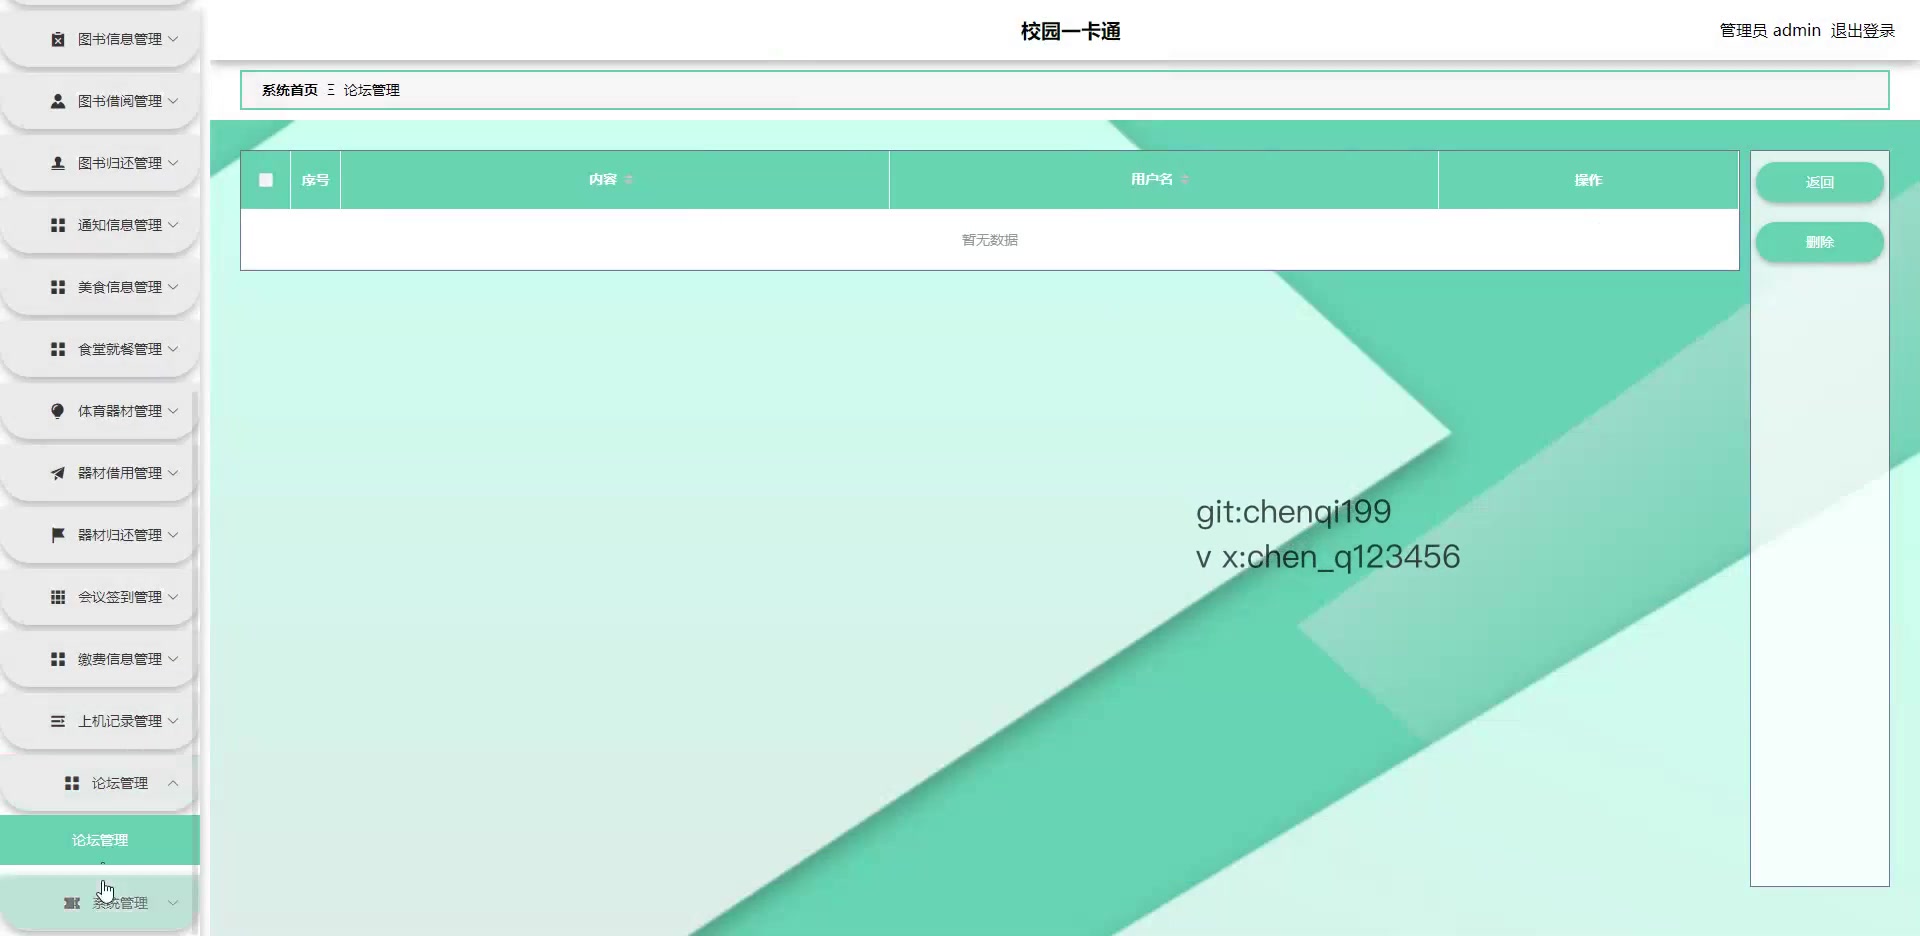 校园一卡通
管理员 admin 退出登录
系统首页 Ξ 论坛管理
图书信息管理
图书借阅管理
图书归还管理
通知信息管理
美食信息管理
食堂就餐管理
体育器材管理
器材借用管理
器材归还管理
会议签到管理
缴费信息管理
上机记录管理
论坛管理
论坛管理
系统管理
序号 内容 用户名 操作
暂无数据
返回
删除
git:chenqi199
v x:chen_q123456